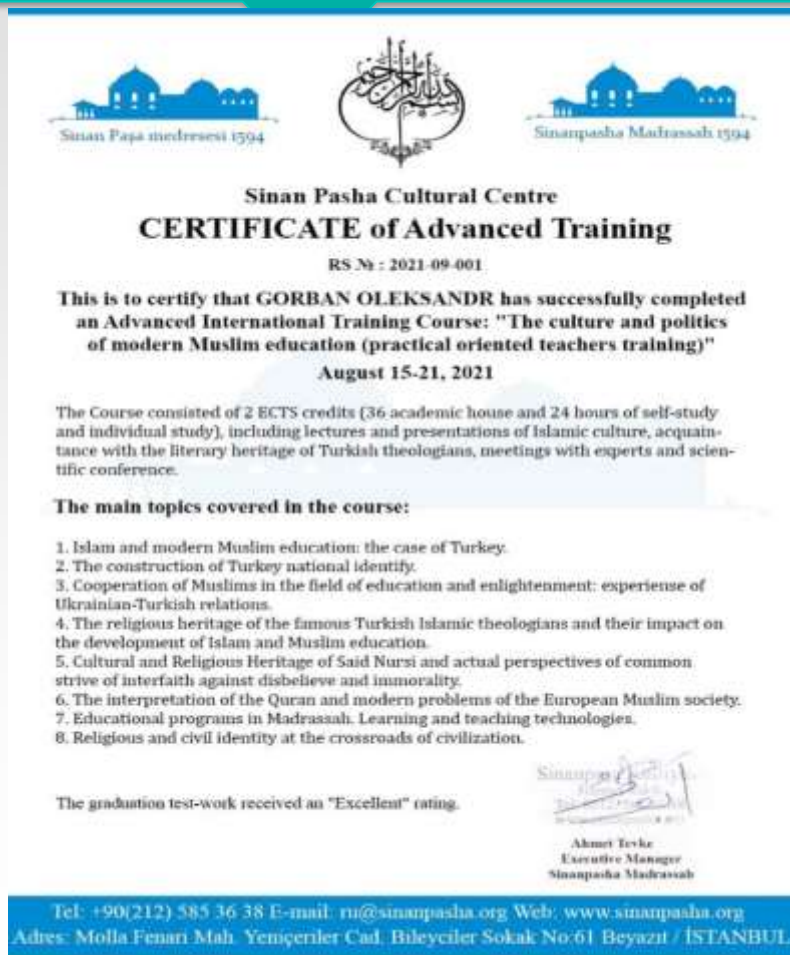 Sinan Paşa medresesi 1594
Sinanpasha Madrassah 1594
Sinan Pasha Cultural Centre
CERTIFICATE of Advanced Training
RS № : 2021-09-001
This is to certify that GORBAN OLEKSANDR has successfully completed
an Advanced International Training Course: "The culture and politics
of modern Muslim education (practical oriented teachers training)"
August 15-21, 2021
The Course consisted of 2 ECTS credits (36 academic house and 24 hours of self-study
and individual study), including lectures and presentations of Islamic culture, acquain-
tance with the literary heritage of Turkish theologians, meetings with experts and scien-
tific conference.
The main topics covered in the course:
1. Islam and modern Muslim education: the case of Turkey.
2. The construction of Turkey national identify.
3. Cooperation of Muslims in the field of education and enlightenment: experiense of
Ukrainian-Turkish relations.
4. The religious heritage of the famous Turkish Islamic theologians and their impact on
the development of Islam and Muslim education.
5. Cultural and Religious Heritage of Said Nursi and actual perspectives of common
strive of interfaith against disbelieve and immorality.
6. The interpretation of the Quran and modern problems of the European Muslim society.
7. Educational programs in Madrassah. Learning and teaching technologies.
8. Religious and civil identity at the crossroads of civilization.
The graduation test-work received an "Excellent" rating.
Ahmet Tevke
Executive Manager
Sinanpasha Madrassah
Tel: +90(212) 585 36 38 E-mail: ru@sinanpasha.org Web: www.sinanpasha.org
Adres: Molla Fenari Mah. Yeniçeriler Cad. Bileyciler Sokak No:61 Beyazıt / İSTANBUL